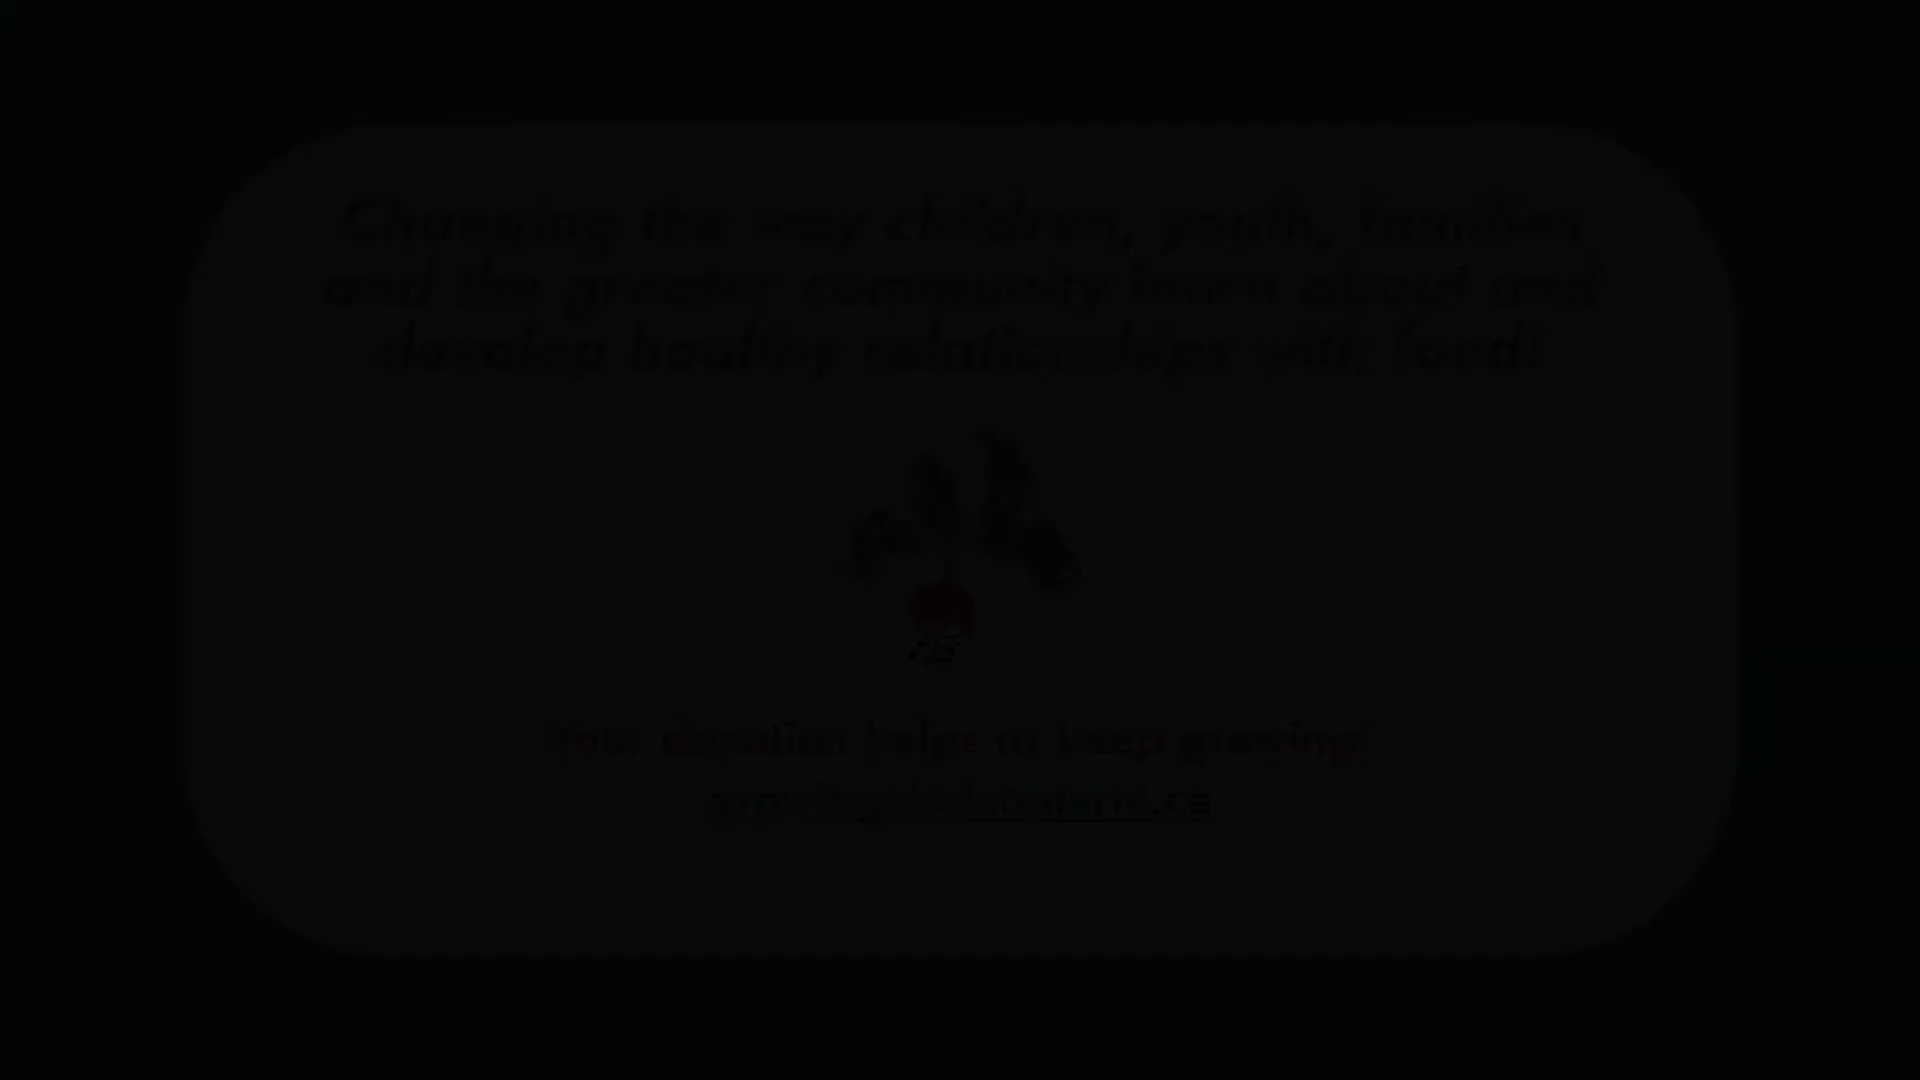 Changing the way children, youth, families
and the greater community learn about and
develop healthy relationships with food!
Your donation helps us keep growing!